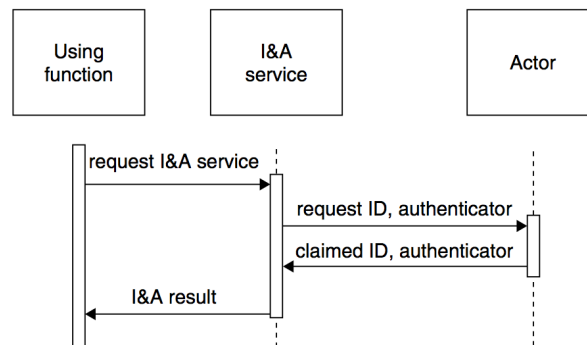 Using
function
I&A
service
Actor
request I&A service
request ID, authenticator
claimed ID, authenticator
I&A result